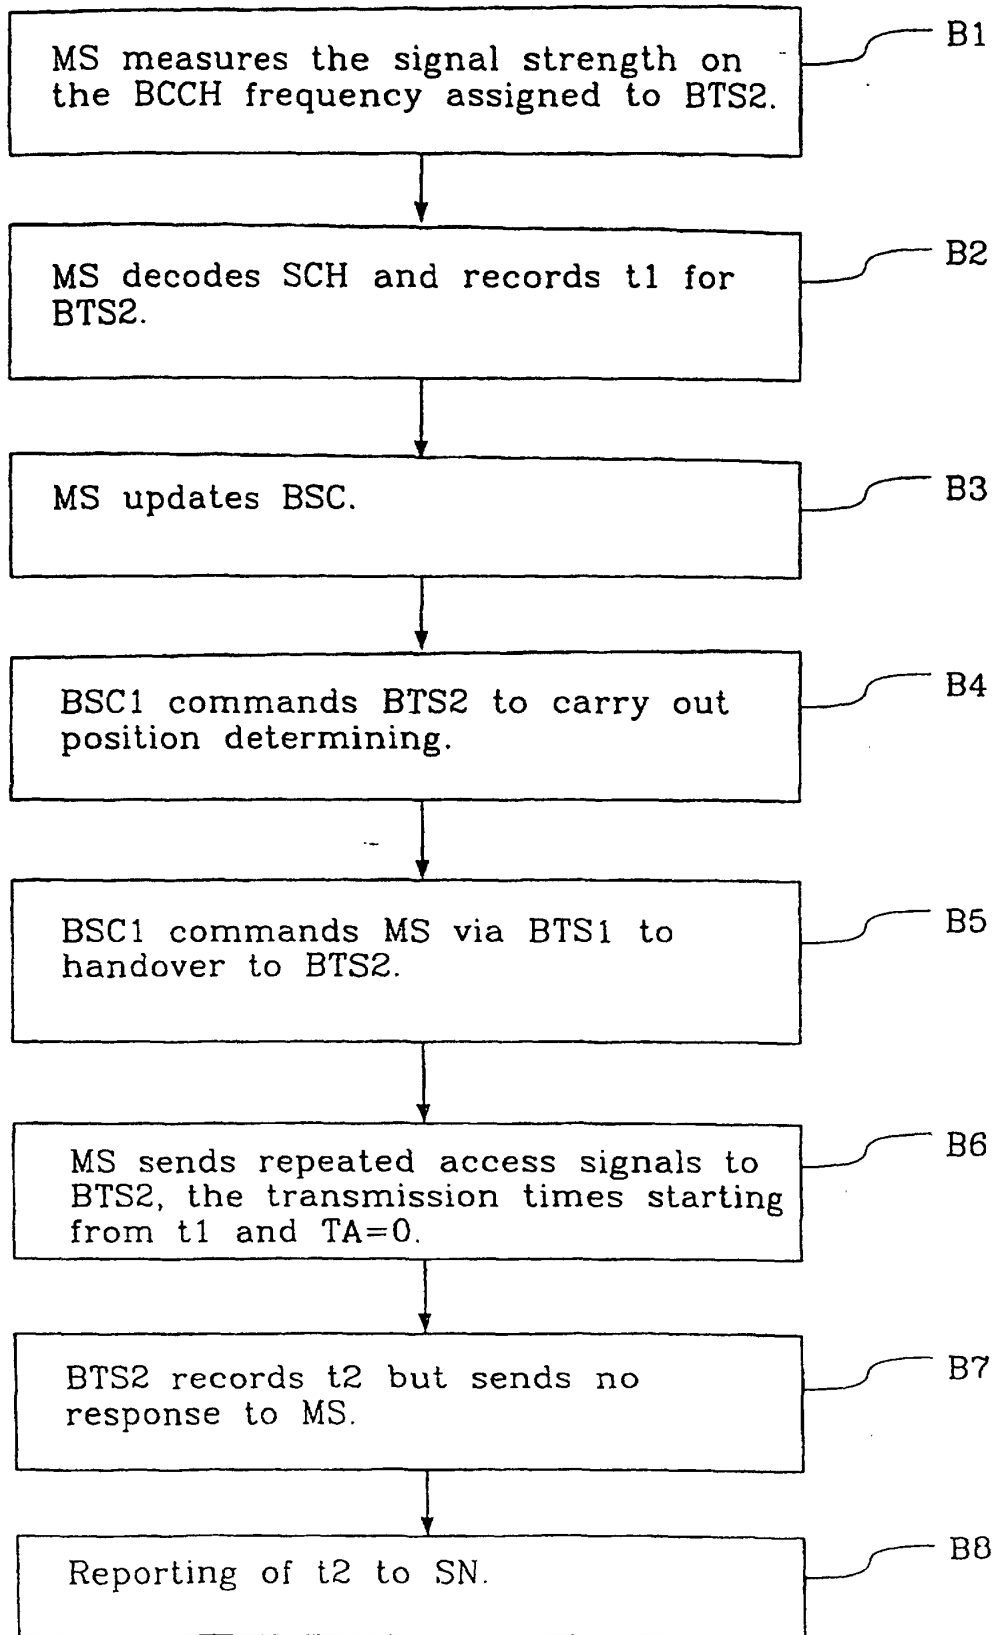 B1
MS measures the signal strength on
the BCCH frequency assigned to BTS2.
B2
MS decodes SCH and records t1 for
BTS2.
B3
MS updates BSC.
B4
BSC1 commands BTS2 to carry out
position determining.
B5
BSC1 commands MS via BTS1 to
handover to BTS2.
B6
MS sends repeated access signals to
BTS2, the transmission times starting
from t1 and TA=0.
B7
BTS2 records t2 but sends no
response to MS.
B8
Reporting of t2 to SN.